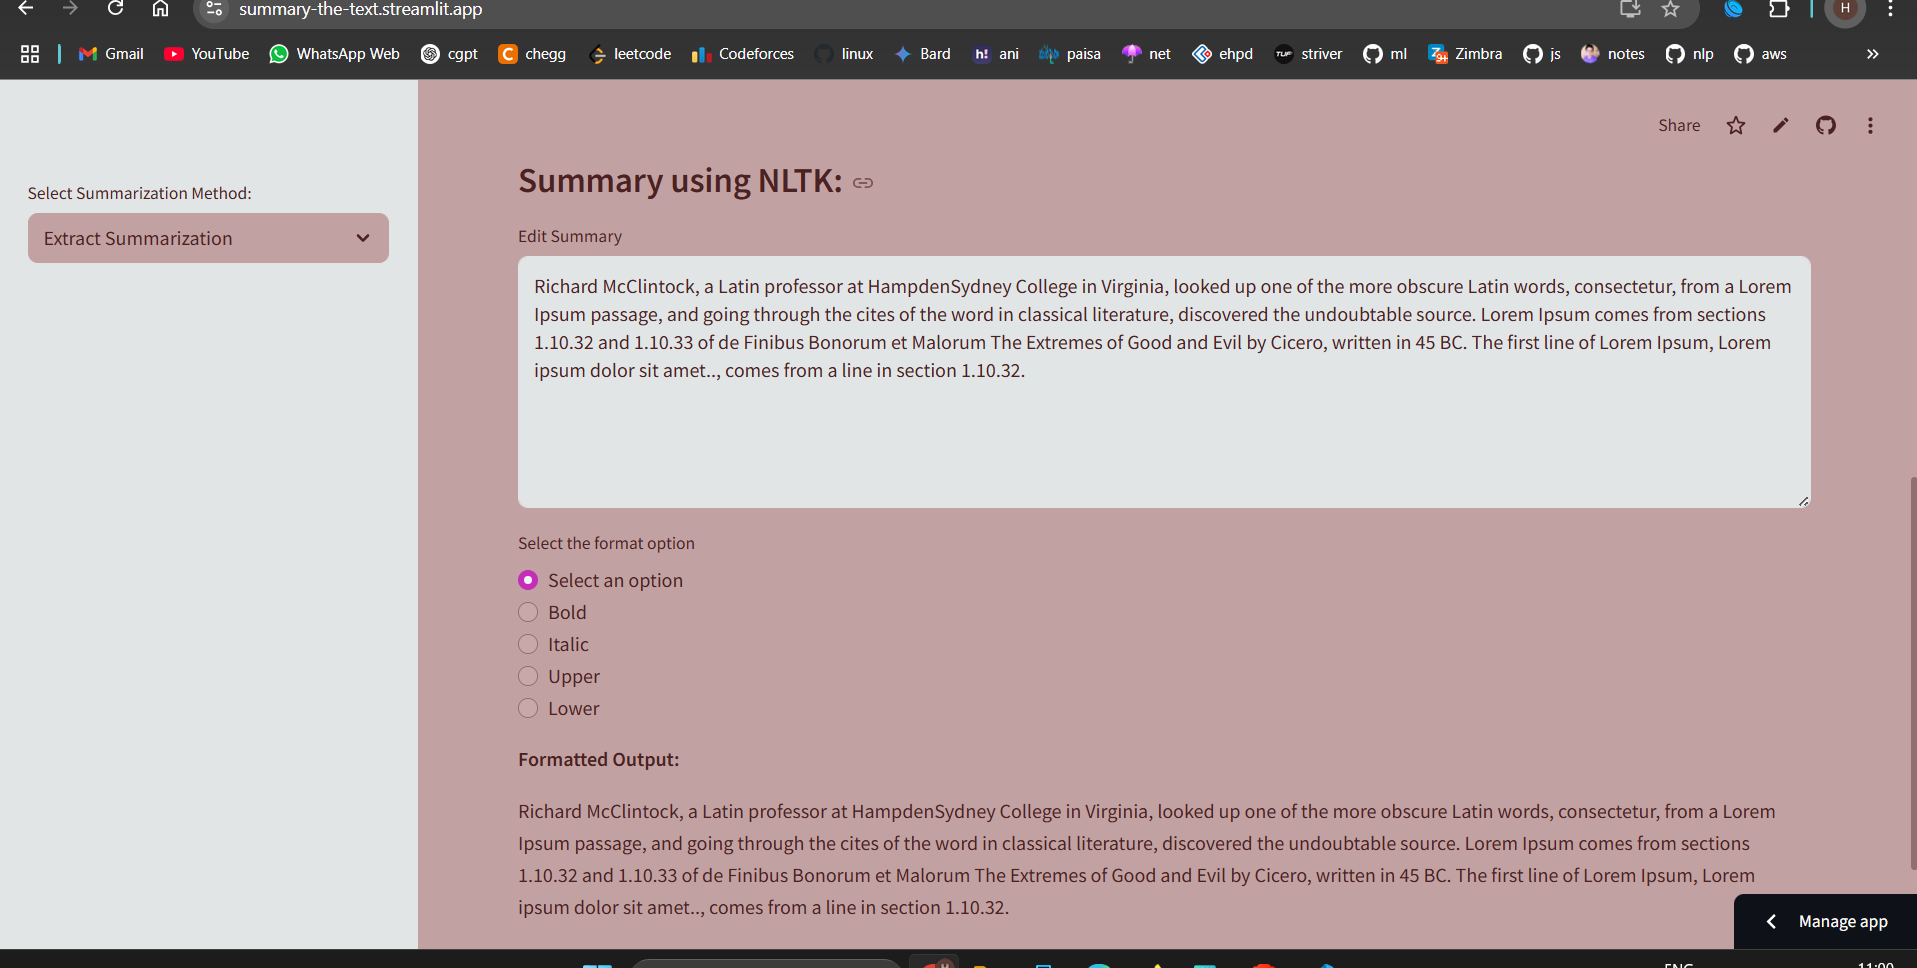 summary-the-text.streamlit.app
H
Gmail YouTube WhatsApp Web cgpt chegg leetcode Codeforces linux Bard h! ani paisa net ehpd TUF striver ml Zimbra js notes nlp aws
Share
Select Summarization Method:
Extract Summarization
Summary using NLTK:
Edit Summary
Richard McClintock, a Latin professor at HampdenSydney College in Virginia, looked up one of the more obscure Latin words, consectetur, from a Lorem
Ipsum passage, and going through the cites of the word in classical literature, discovered the undoubtable source. Lorem Ipsum comes from sections
1.10.32 and 1.10.33 of de Finibus Bonorum et Malorum The Extremes of Good and Evil by Cicero, written in 45 BC. The first line of Lorem Ipsum, Lorem
ipsum dolor sit amet.., comes from a line in section 1.10.32.
Select the format option
Select an option
Bold
Italic
Upper
Lower
Formatted Output:
Richard McClintock, a Latin professor at HampdenSydney College in Virginia, looked up one of the more obscure Latin words, consectetur, from a Lorem
Ipsum passage, and going through the cites of the word in classical literature, discovered the undoubtable source. Lorem Ipsum comes from sections
1.10.32 and 1.10.33 of de Finibus Bonorum et Malorum The Extremes of Good and Evil by Cicero, written in 45 BC. The first line of Lorem Ipsum, Lorem
ipsum dolor sit amet.., comes from a line in section 1.10.32.
Manage app